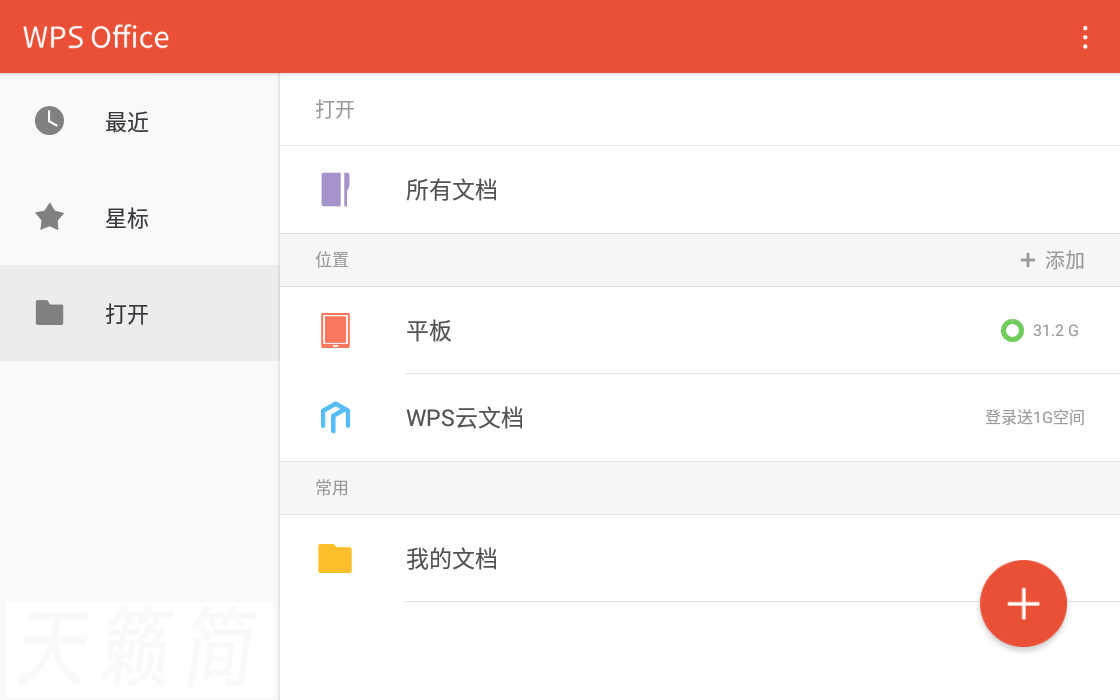 WPS Office
最近
星标
打开
打开
所有文档
位置
添加
平板
31.2 G
WPS云文档
登录送1G空间
常用
我的文档
天籁简